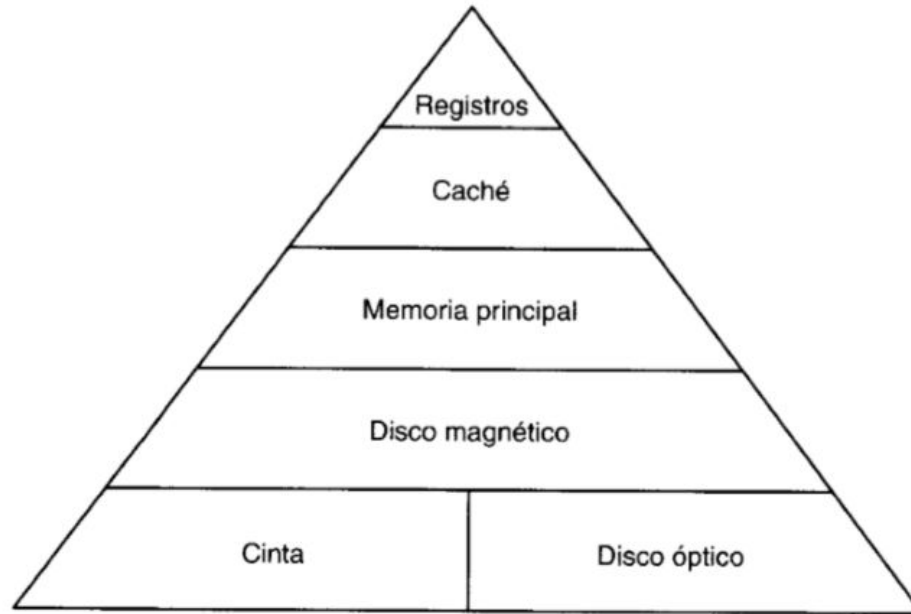 Registros
Caché
Memoria principal
Disco magnético
Cinta
Disco óptico